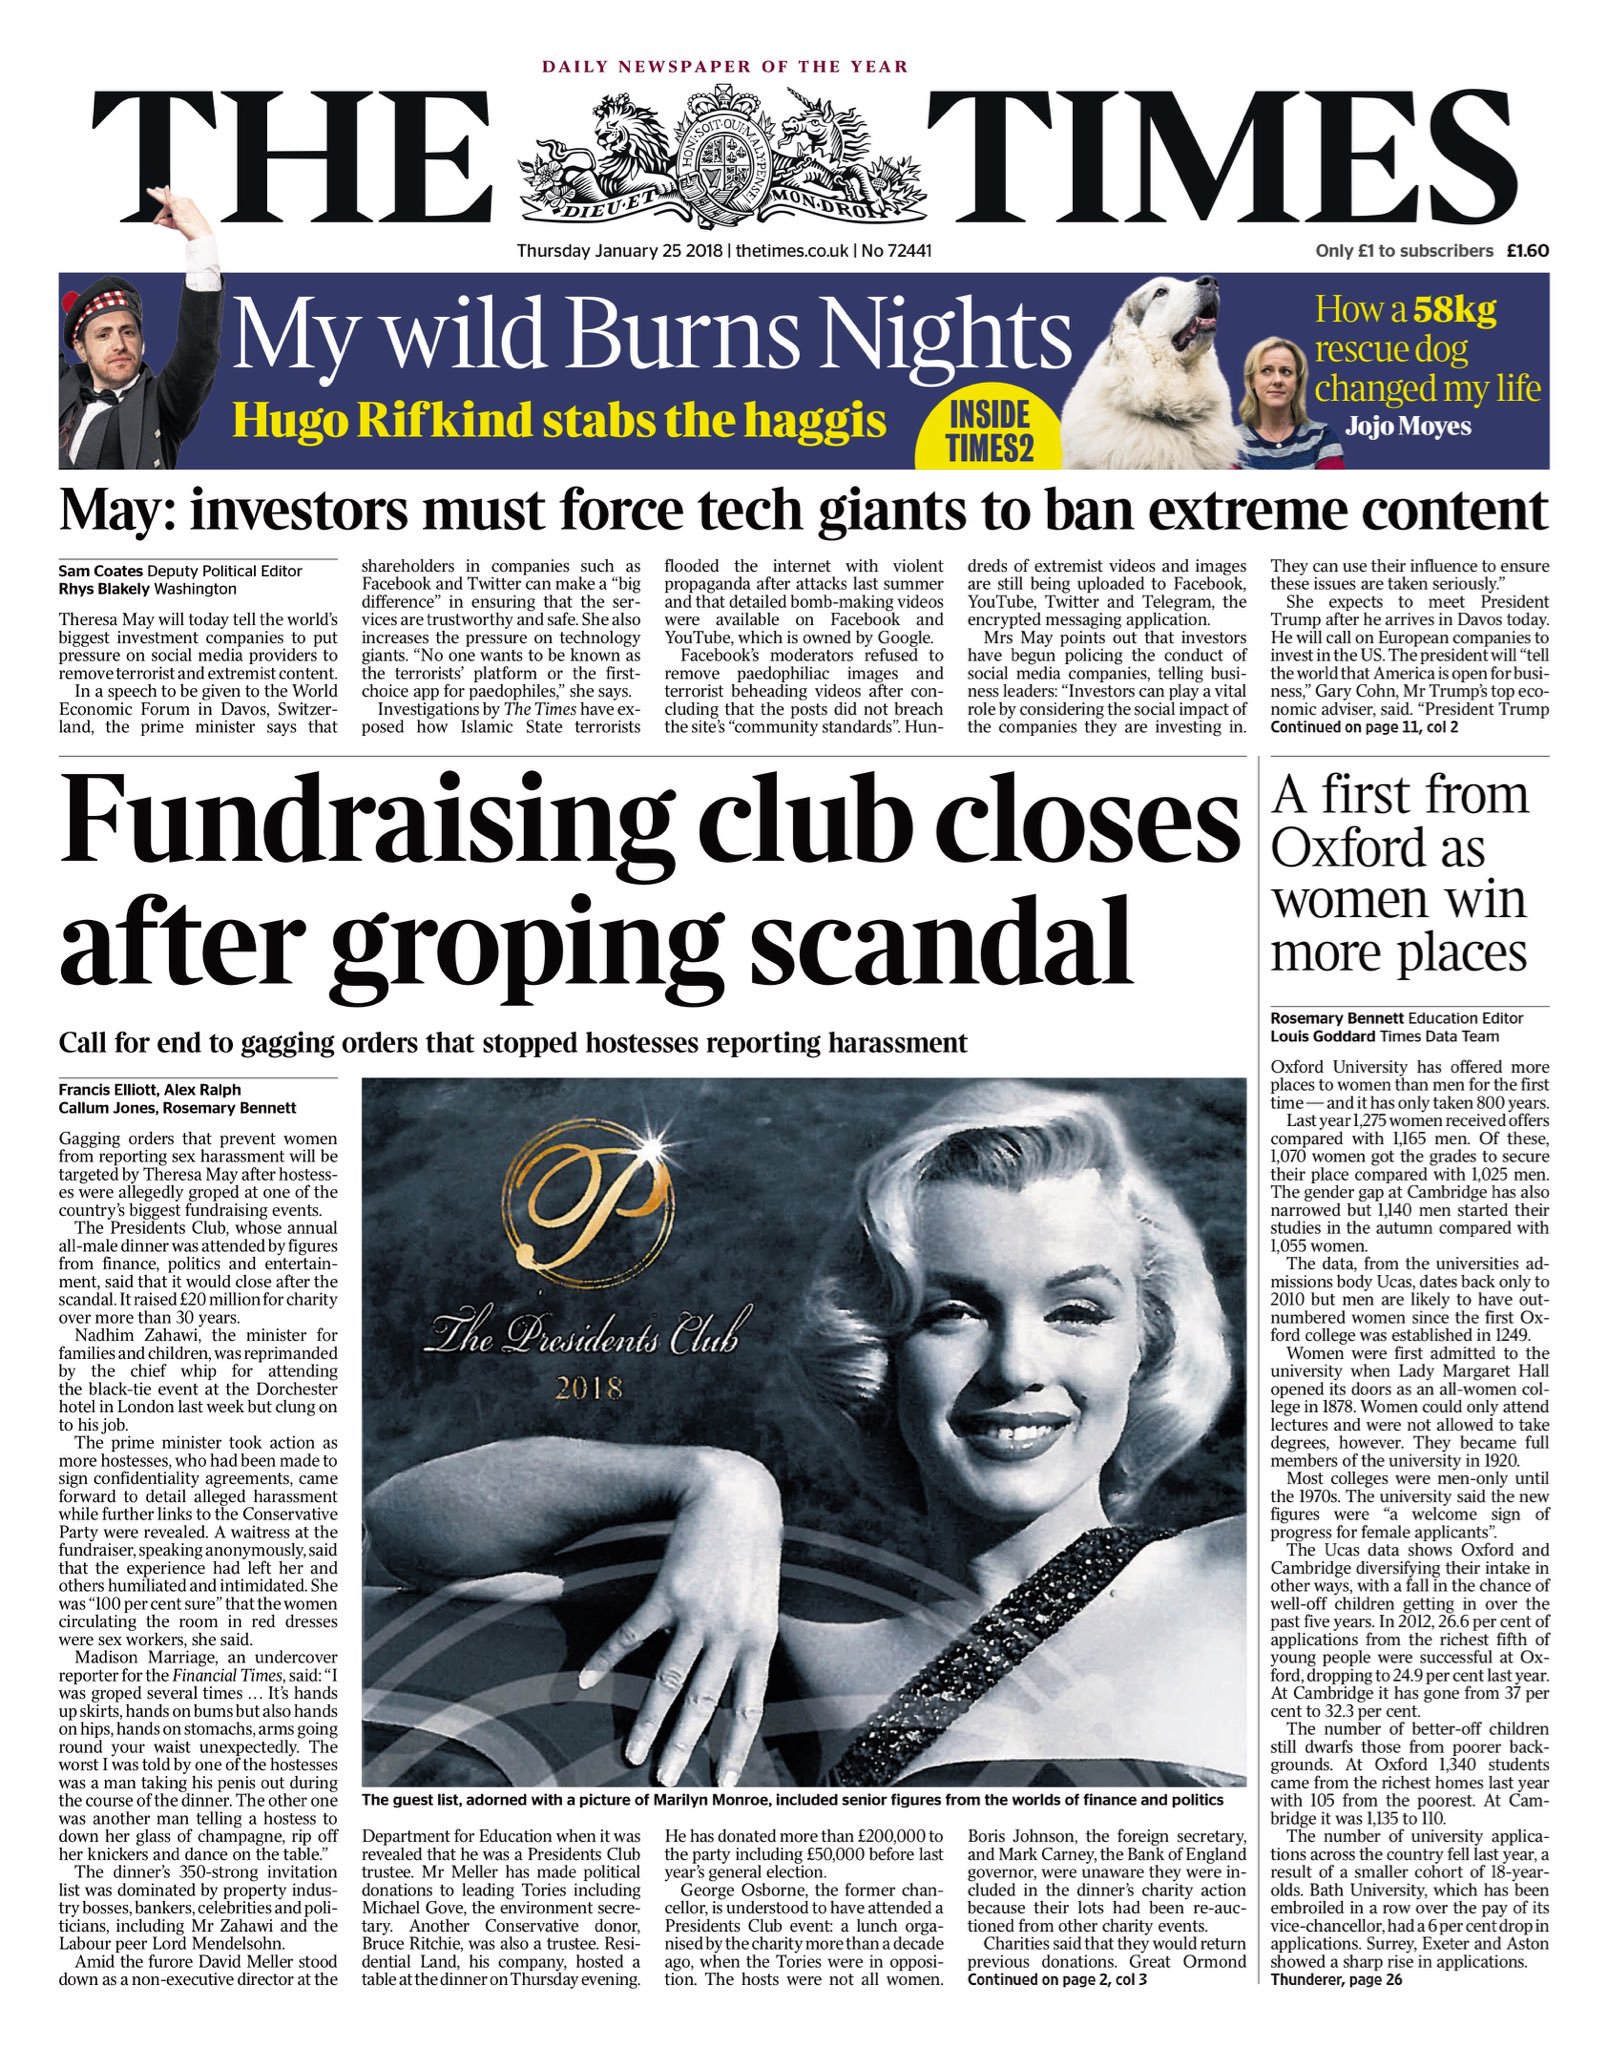 DAILY NEWSPAPER OF THE YEAR
THE TIMES
HONI·SOIT·QUI·MAL·Y·PENSE
DIEU·ET MON·DROIT
Thursday January 25 2018 | thetimes.co.uk | No 72441
Only £1 to subscribers £1.60
My wild Burns Nights
Hugo Rifkind stabs the haggis
INSIDE
TIMES2
How a 58kg
rescue dog
changed my life
Jojo Moyes
May: investors must force tech giants to ban extreme content
Sam Coates Deputy Political Editor
Rhys Blakely Washington
Theresa May will today tell the world's
biggest investment companies to put
pressure on social media providers to
remove terrorist and extremist content.
In a speech to be given to the World
Economic Forum in Davos, Switzer-
land, the prime minister says that
shareholders in companies such as
Facebook and Twitter can make a “big
difference” in ensuring that the ser-
vices are trustworthy and safe. She also
increases the pressure on technology
giants. “No one wants to be known as
the terrorists' platform or the first-
choice app for paedophiles,” she says.
Investigations by The Times have ex-
posed how Islamic State terrorists
flooded the internet with violent
propaganda after attacks last summer
and that detailed bomb-making videos
were available on Facebook and
YouTube, which is owned by Google.
Facebook's moderators refused to
remove paedophiliac images and
terrorist beheading videos after con-
cluding that the posts did not breach
the site's “community standards”. Hun-
dreds of extremist videos and images
are still being uploaded to Facebook,
YouTube, Twitter and Telegram, the
encrypted messaging application.
Mrs May points out that investors
have begun policing the conduct of
social media companies, telling busi-
ness leaders: “Investors can play a vital
role by considering the social impact of
the companies they are investing in.
They can use their influence to ensure
these issues are taken seriously.”
She expects to meet President
Trump after he arrives in Davos today.
He will call on European companies to
invest in the US. The president will “tell
the world that America is open for busi-
ness,” Gary Cohn, Mr Trump's top eco-
nomic adviser, said. “President Trump
Continued on page 11, col 2
Fundraising club closes
after groping scandal
Call for end to gagging orders that stopped hostesses reporting harassment
Francis Elliott, Alex Ralph
Callum Jones, Rosemary Bennett
Gagging orders that prevent women
from reporting sex harassment will be
targeted by Theresa May after hostess-
es were allegedly groped at one of the
country's biggest fundraising events.
The Presidents Club, whose annual
all-male dinner was attended by figures
from finance, politics and entertain-
ment, said that it would close after the
scandal. It raised £20 million for charity
over more than 30 years.
Nadhim Zahawi, the minister for
families and children, was reprimanded
by the chief whip for attending
the black-tie event at the Dorchester
hotel in London last week but clung on
to his job.
The prime minister took action as
more hostesses, who had been made to
sign confidentiality agreements, came
forward to detail alleged harassment
while further links to the Conservative
Party were revealed. A waitress at the
fundraiser, speaking anonymously, said
that the experience had left her and
others humiliated and intimidated. She
was “100 per cent sure” that the women
circulating the room in red dresses
were sex workers, she said.
Madison Marriage, an undercover
reporter for the Financial Times, said: “I
was groped several times ... It's hands
up skirts, hands on bums but also hands
on hips, hands on stomachs, arms going
round your waist unexpectedly. The
worst I was told by one of the hostesses
was a man taking his penis out during
the course of the dinner. The other one
was another man telling a hostess to
down her glass of champagne, rip off
her knickers and dance on the table.”
The dinner's 350-strong invitation
list was dominated by property indus-
try bosses, bankers, celebrities and poli-
ticians, including Mr Zahawi and the
Labour peer Lord Mendelsohn.
Amid the furore David Meller stood
down as a non-executive director at the
P
The Presidents Club
2018
The guest list, adorned with a picture of Marilyn Monroe, included senior figures from the worlds of finance and politics
Department for Education when it was
revealed that he was a Presidents Club
trustee. Mr Meller has made political
donations to leading Tories including
Michael Gove, the environment secre-
tary. Another Conservative donor,
Bruce Ritchie, was also a trustee. Resi-
dential Land, his company, hosted a
table at the dinner on Thursday evening.
He has donated more than £200,000 to
the party including £50,000 before last
year's general election.
George Osborne, the former chan-
cellor, is understood to have attended a
Presidents Club event: a lunch orga-
nised by the charity more than a decade
ago, when the Tories were in opposi-
tion. The hosts were not all women.
Boris Johnson, the foreign secretary,
and Mark Carney, the Bank of England
governor, were unaware they were in-
cluded in the dinner's charity action
because their lots had been re-auc-
tioned from other charity events.
Charities said that they would return
previous donations. Great Ormond
Continued on page 2, col 3
A first from
Oxford as
women win
more places
Rosemary Bennett Education Editor
Louis Goddard Times Data Team
Oxford University has offered more
places to women than men for the first
time — and it has only taken 800 years.
Last year 1,275 women received offers
compared with 1,165 men. Of these,
1,070 women got the grades to secure
their place compared with 1,025 men.
The gender gap at Cambridge has also
narrowed but 1,140 men started their
studies in the autumn compared with
1,055 women.
The data, from the universities ad-
missions body Ucas, dates back only to
2010 but men are likely to have out-
numbered women since the first Ox-
ford college was established in 1249.
Women were first admitted to the
university when Lady Margaret Hall
opened its doors as an all-women col-
lege in 1878. Women could only attend
lectures and were not allowed to take
degrees, however. They became full
members of the university in 1920.
Most colleges were men-only until
the 1970s. The university said the new
figures were “a welcome sign of
progress for female applicants”.
The Ucas data shows Oxford and
Cambridge diversifying their intake in
other ways, with a fall in the chance of
well-off children getting in over the
past five years. In 2012, 26.6 per cent of
applications from the richest fifth of
young people were successful at Ox-
ford, dropping to 24.9 per cent last year.
At Cambridge it has gone from 37 per
cent to 32.3 per cent.
The number of better-off children
still dwarfs those from poorer back-
grounds. At Oxford 1,340 students
came from the richest homes last year
with 105 from the poorest. At Cam-
bridge it was 1,135 to 110.
The number of university applica-
tions across the country fell last year, a
result of a smaller cohort of 18-year-
olds. Bath University, which has been
embroiled in a row over the pay of its
vice-chancellor, had a 6 per cent drop in
applications. Surrey, Exeter and Aston
showed a sharp rise in applications.
Thunderer, page 26